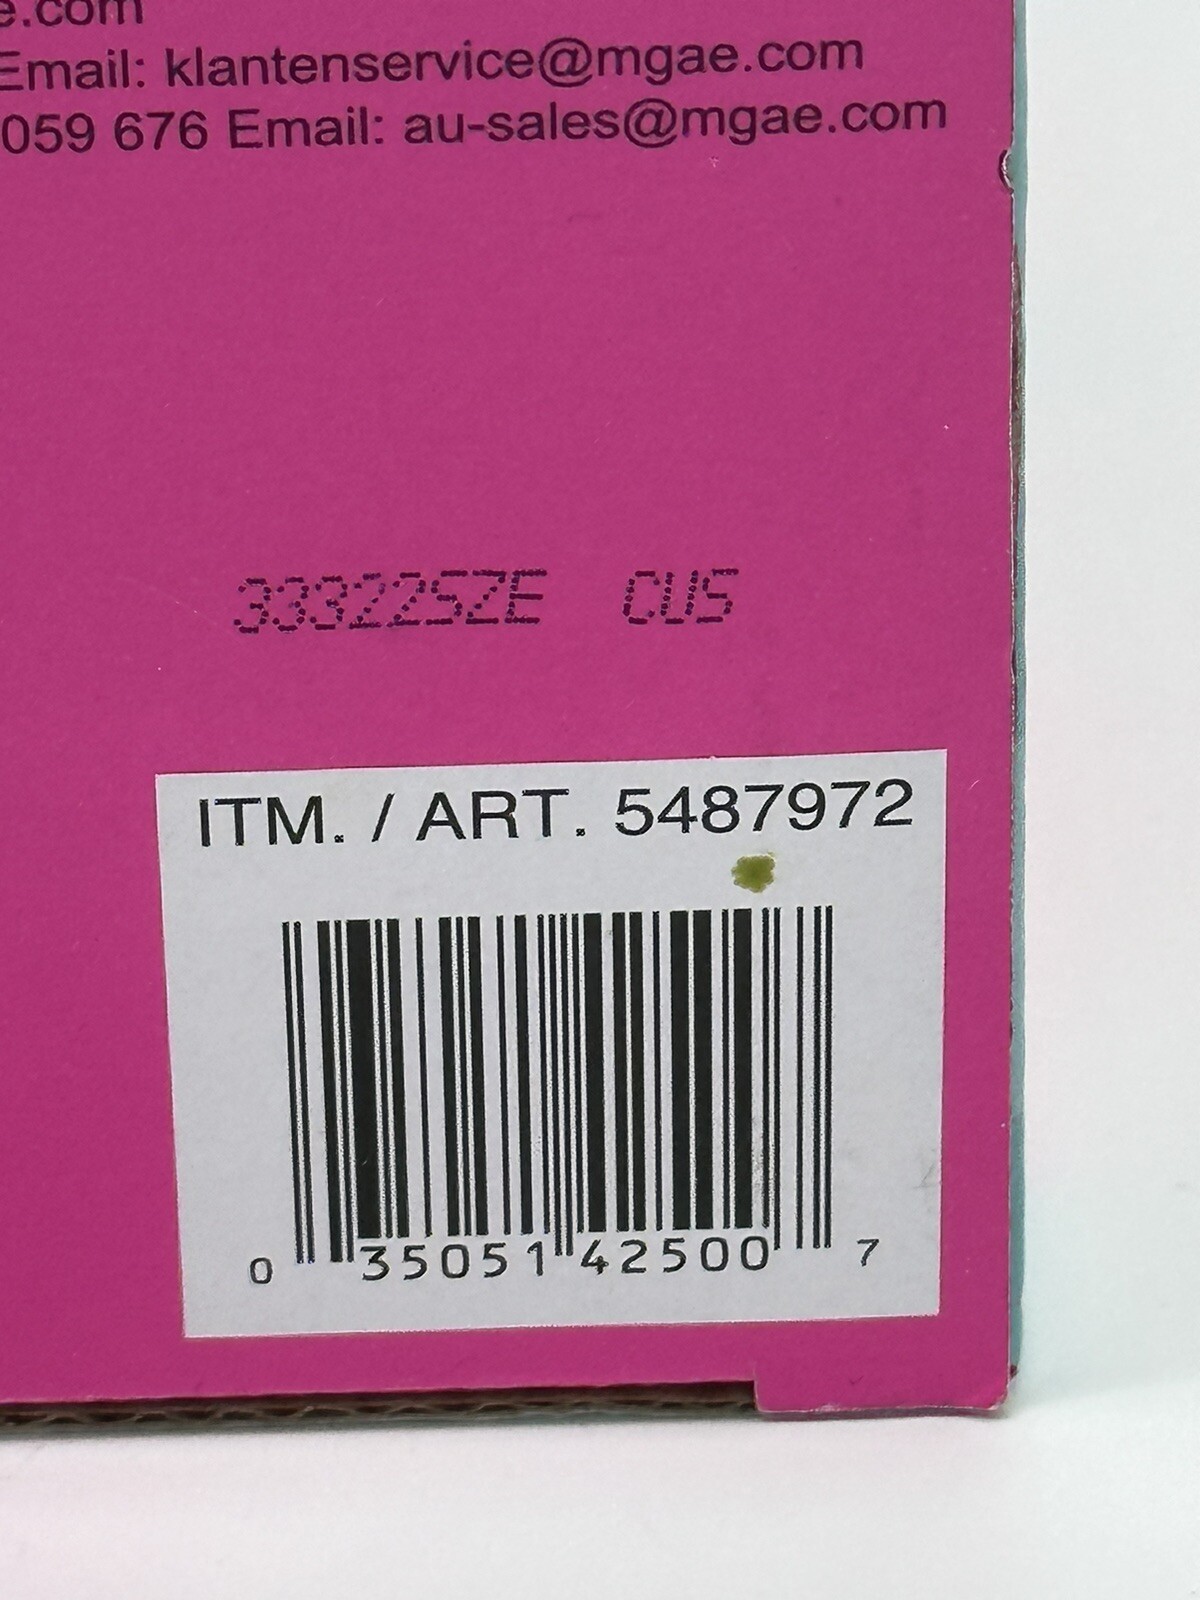 e.com
Email: klantenservice@mgae.com
059 676 Email: au-sales@mgae.com
33322SZE CUS
ITM. / ART. 5487972
0 35051 42500 7